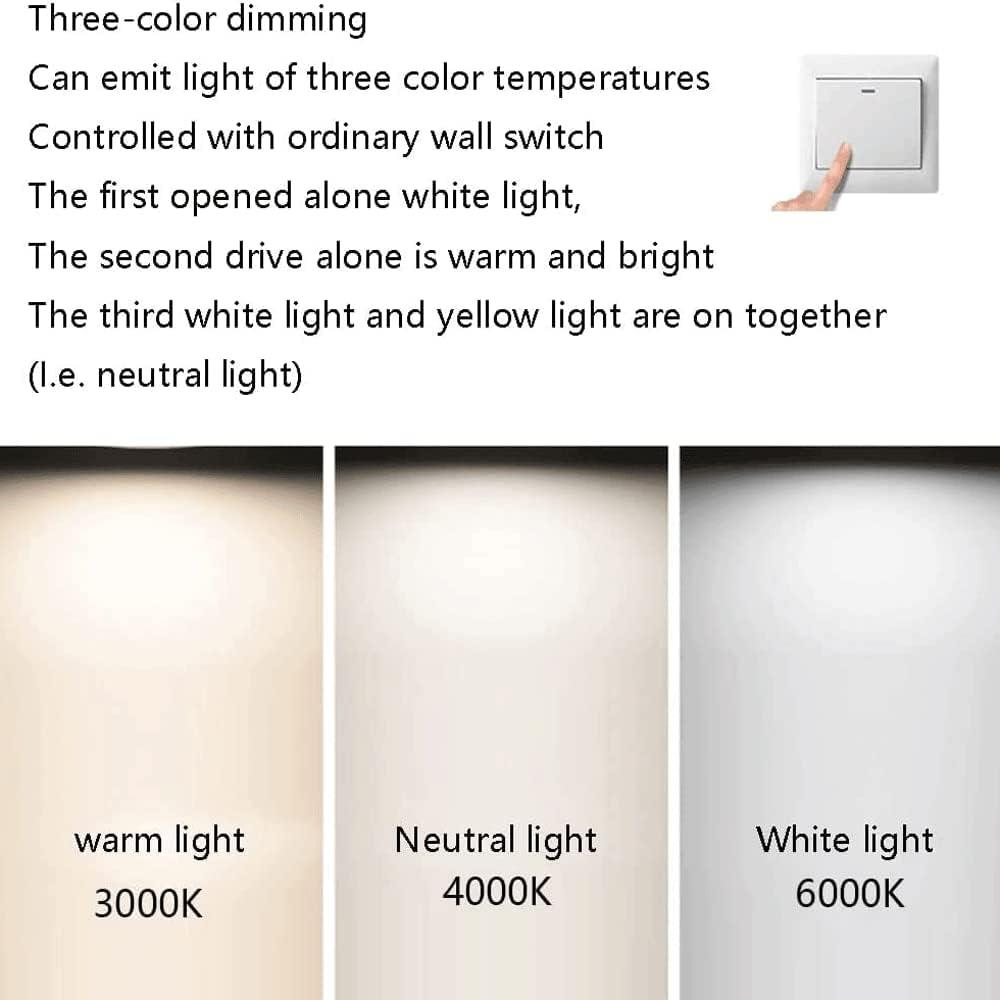 Three-color dimming
Can emit light of three color temperatures
Controlled with ordinary wall switch
The first opened alone white light,
The second drive alone is warm and bright
The third white light and yellow light are on together
(I.e. neutral light)
warm light
3000K
Neutral light
4000K
White light
6000K